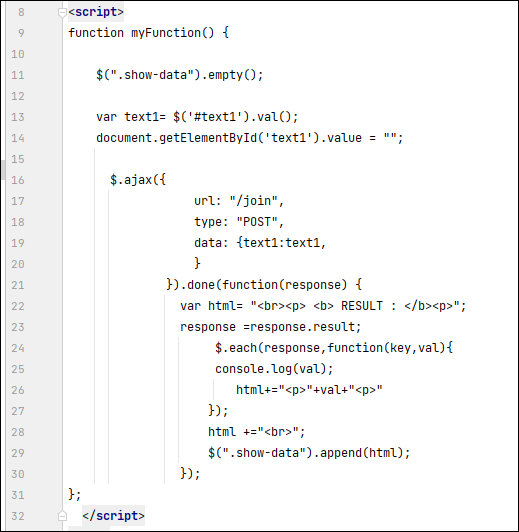 8 <script>
9 function myFunction() {
10
11 $(".show-data").empty();
12
13 var text1= $('#text1').val();
14 document.getElementById('text1').value = "";
15
16 $.ajax({
17 url: "/join",
18 type: "POST",
19 data: {text1:text1,
20 }
21 }).done(function(response) {
22 var html= "<br><p> <b> RESULT : </b><p>";
23 response =response.result;
24 $.each(response,function(key,val){
25 console.log(val);
26 html+="<p>"+val+"<p>"
27 });
28 html +="<br>";
29 $(".show-data").append(html);
30 });
31 };
32 </script>